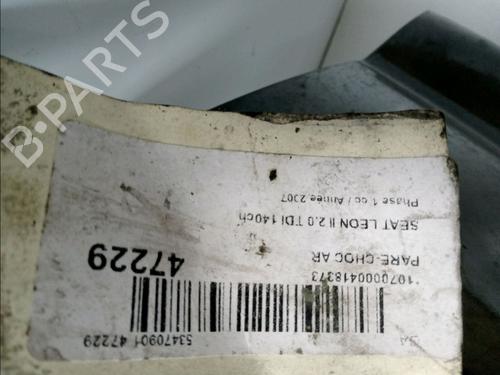 B-PARTS
53470901 47229
*1070000418373
PARE-CHOC AR
47229
SEAT LEON II 2.0 TDI 140ch
Phase 1 cc / Année 2007